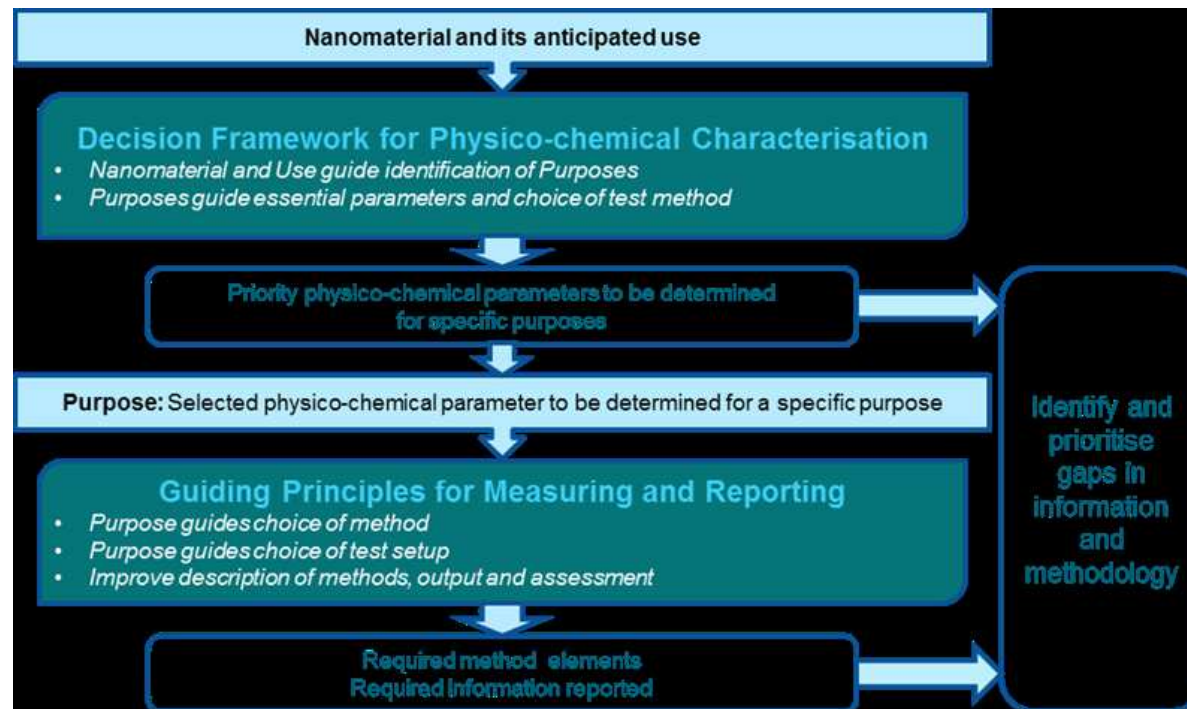 Nanomaterial and its anticipated use
Decision Framework for Physico-chemical Characterisation
• Nanomaterial and Use guide identification of Purposes
• Purposes guide essential parameters and choice of test method
Priority physico-chemical parameters to be determined
for specific purposes
Purpose: Selected physico-chemical parameter to be determined for a specific purpose
Guiding Principles for Measuring and Reporting
• Purpose guides choice of method
• Purpose guides choice of test setup
• Improve description of methods, output and assessment
Required method elements
Required Information reported
Identify and
prioritise
gaps in
information
and
methodology